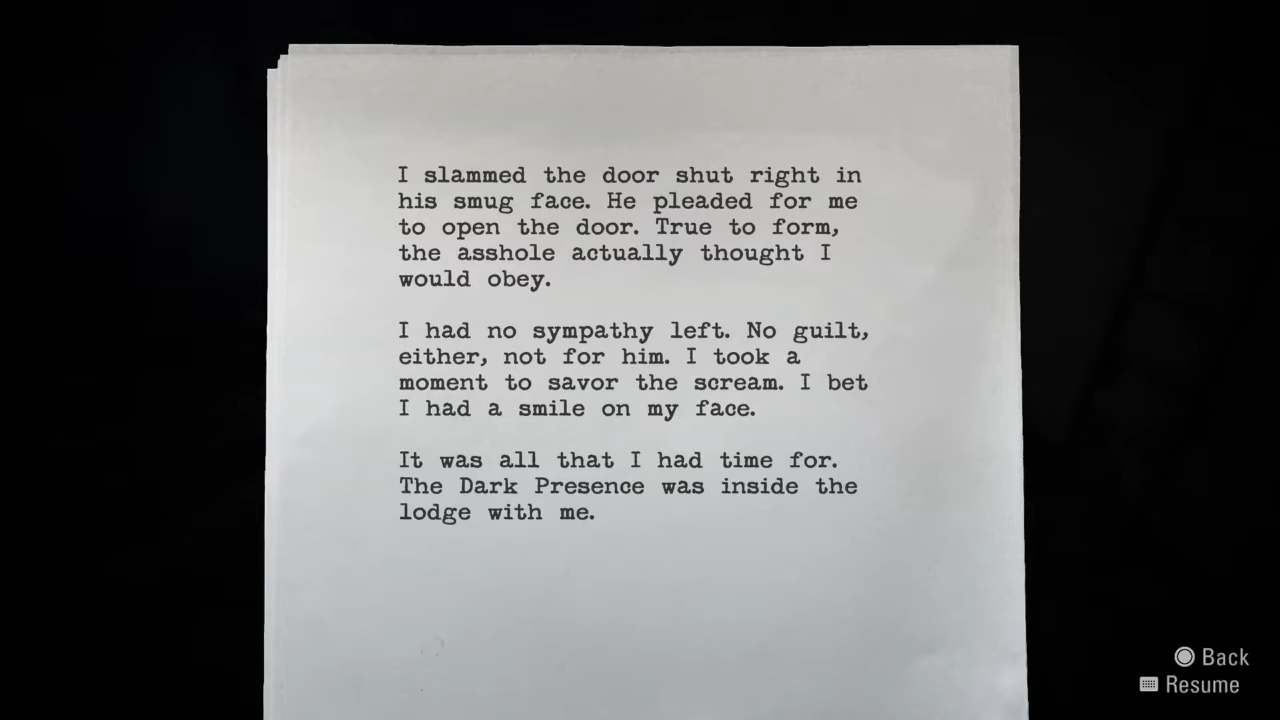 I slammed the door shut right in
his smug face. He pleaded for me
to open the door. True to form,
the asshole actually thought I
would obey.
I had no sympathy left. No guilt,
either, not for him. I took a
moment to savor the scream. I bet
I had a smile on my face.
It was all that I had time for.
The Dark Presence was inside the
lodge with me.
Back
Resume